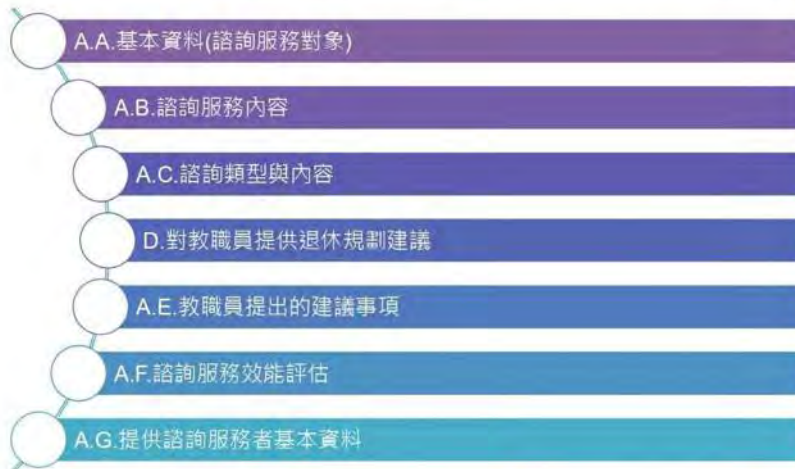 A.A.基本資料(諮詢服務對象)
A.B.諮詢服務內容
A.C.諮詢類型與內容
D.對教職員提供退休規劃建議
A.E.教職員提出的建議事項
A.F.諮詢服務效能評估
A.G.提供諮詢服務者基本資料